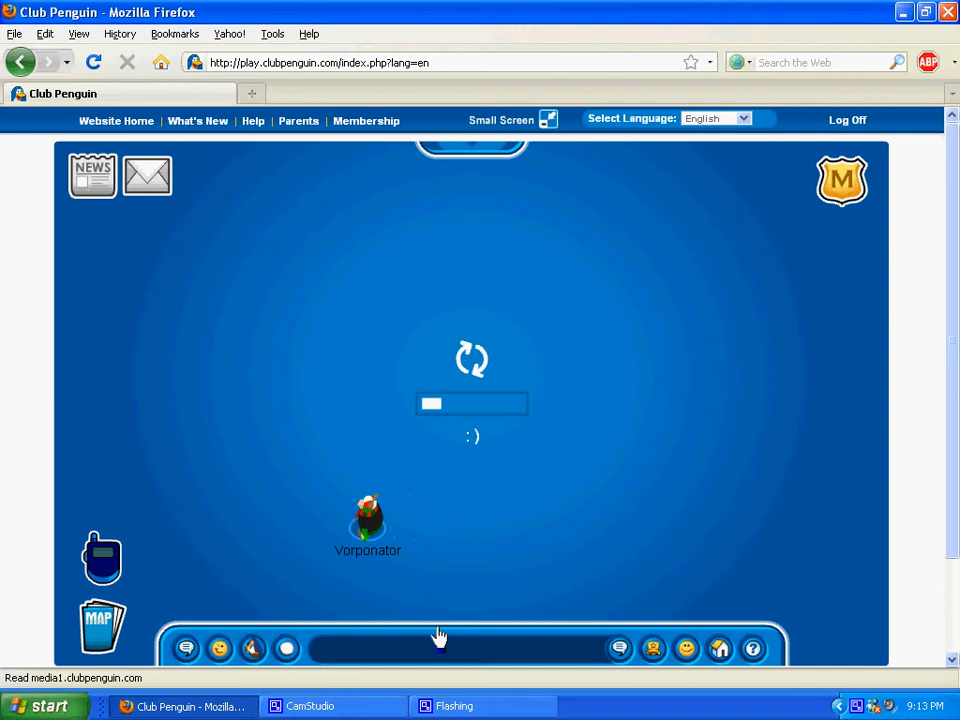 Club Penguin - Mozilla Firefox
File Edit View History Bookmarks Yahoo! Tools Help
http://play.clubpenguin.com/index.php?lang=en
Search the Web
ABP
Club Penguin
Website Home | What's New | Help | Parents | Membership
Small Screen
Select Language: English
Log Off
NEWS
M
:)
Vorponator
MAP
?
Read media1.clubpenguin.com
start
Club Penguin - Mozilla...
CamStudio
Flashing
9:13 PM